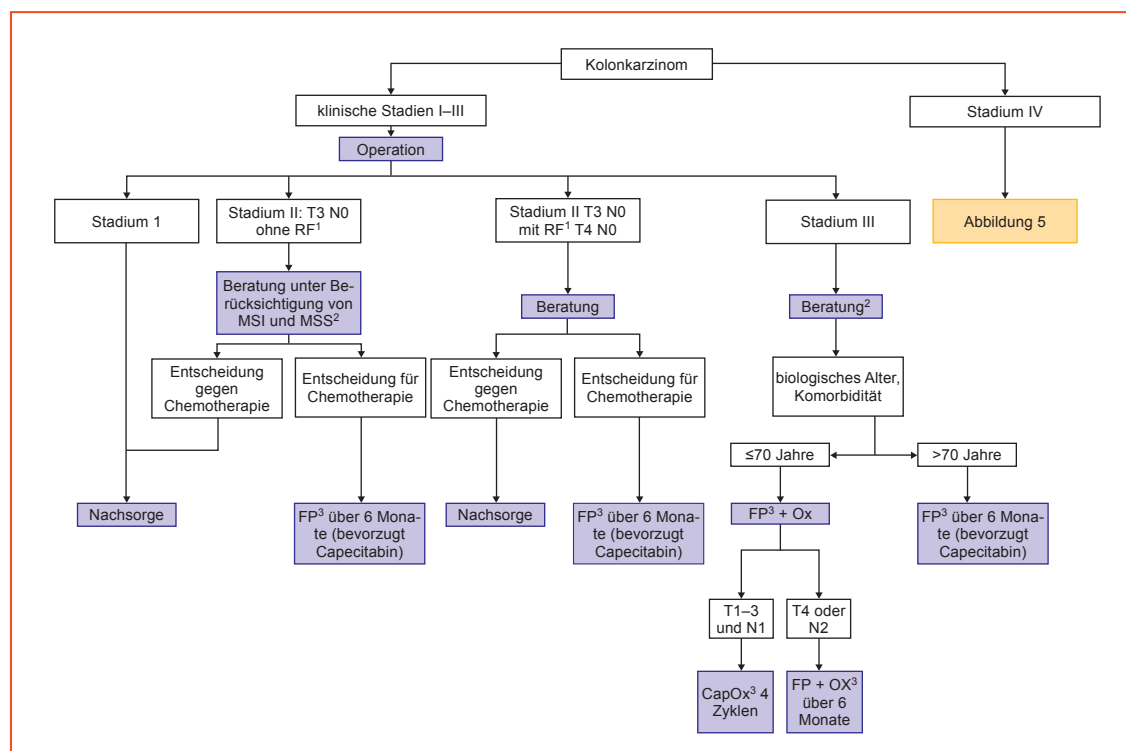 Kolonkarzinom
klinische Stadien I–III
Stadium IV
Operation
Stadium 1
Stadium II: T3 N0
ohne RF¹
Stadium II T3 N0
mit RF¹ T4 N0
Stadium III
Abbildung 5
Beratung unter Be-
rücksichtigung von
MSI und MSS²
Beratung
Beratung²
Entscheidung
gegen
Chemotherapie
Entscheidung für
Chemotherapie
Entscheidung
gegen
Chemotherapie
Entscheidung für
Chemotherapie
biologisches Alter,
Komorbidität
≤70 Jahre
>70 Jahre
Nachsorge
FP³ über 6 Mona-
te (bevorzugt
Capecitabin)
Nachsorge
FP³ über 6 Mona-
te (bevorzugt
Capecitabin)
FP³ + Ox
FP³ über 6 Mona-
te (bevorzugt
Capecitabin)
T1–3
und N1
T4 oder
N2
CapOx³ 4
Zyklen
FP + OX³
über 6
Monate